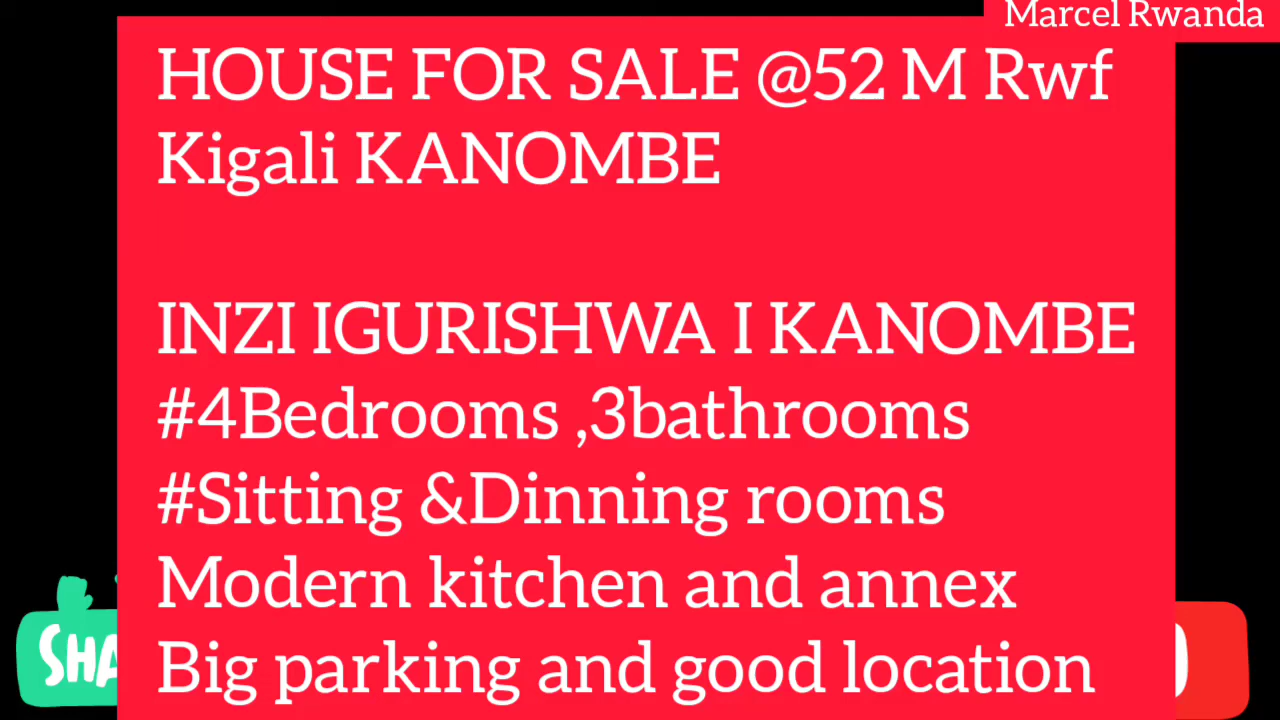 Marcel Rwanda
HOUSE FOR SALE @52 M Rwf
Kigali KANOMBE
INZI IGURISHWA I KANOMBE
#4Bedrooms ,3bathrooms
#Sitting &Dinning rooms
Modern kitchen and annex
Big parking and good location
SHA